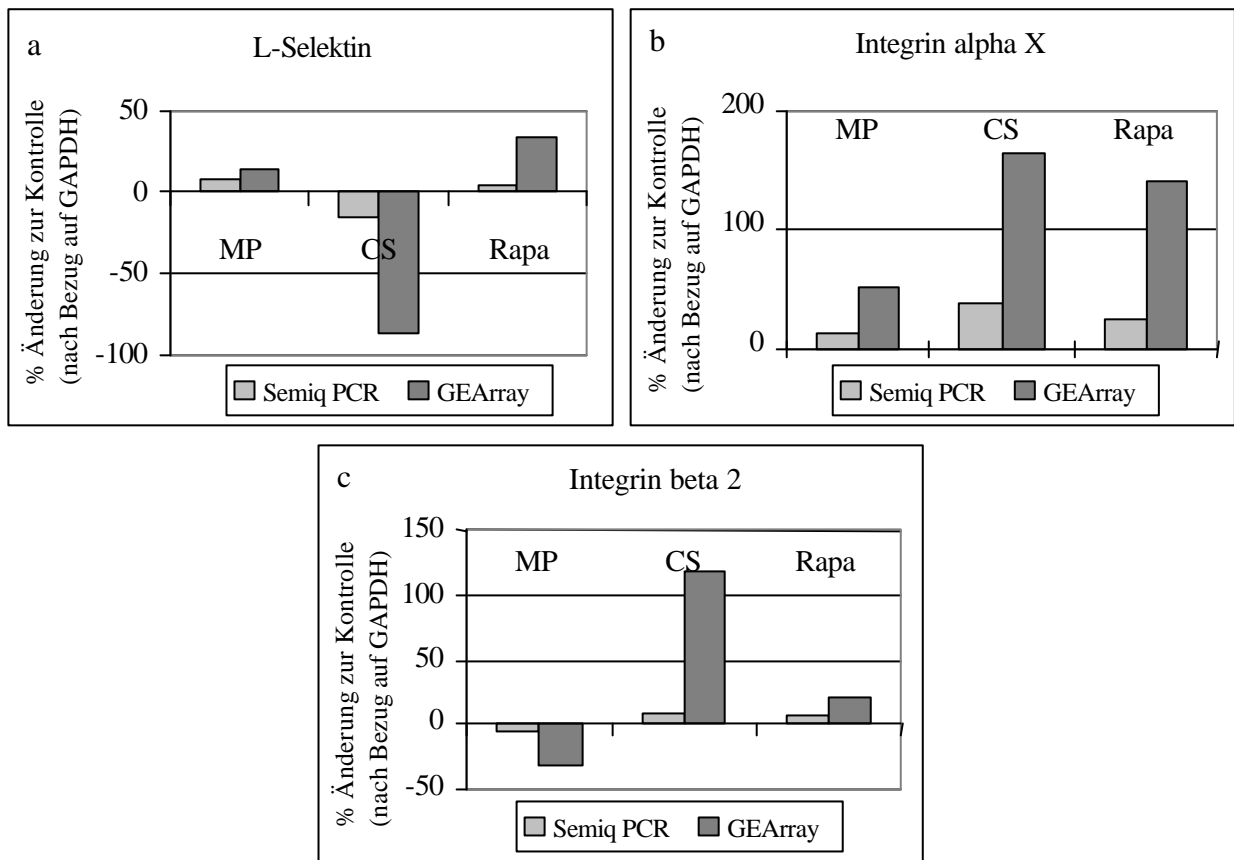 a
L-Selektin
% Änderung zur Kontrolle
(nach Bezug auf GAPDH)
50
0
-50
-100
MP
CS
Rapa
Semiq PCR
GEArray
b
Integrin alpha X
% Änderung zur Kontrolle
(nach Bezug auf GAPDH)
200
100
0
MP
CS
Rapa
Semiq PCR
GEArray
c
Integrin beta 2
% Änderung zur Kontrolle
(nach Bezug auf GAPDH)
150
100
50
0
-50
MP
CS
Rapa
Semiq PCR
GEArray